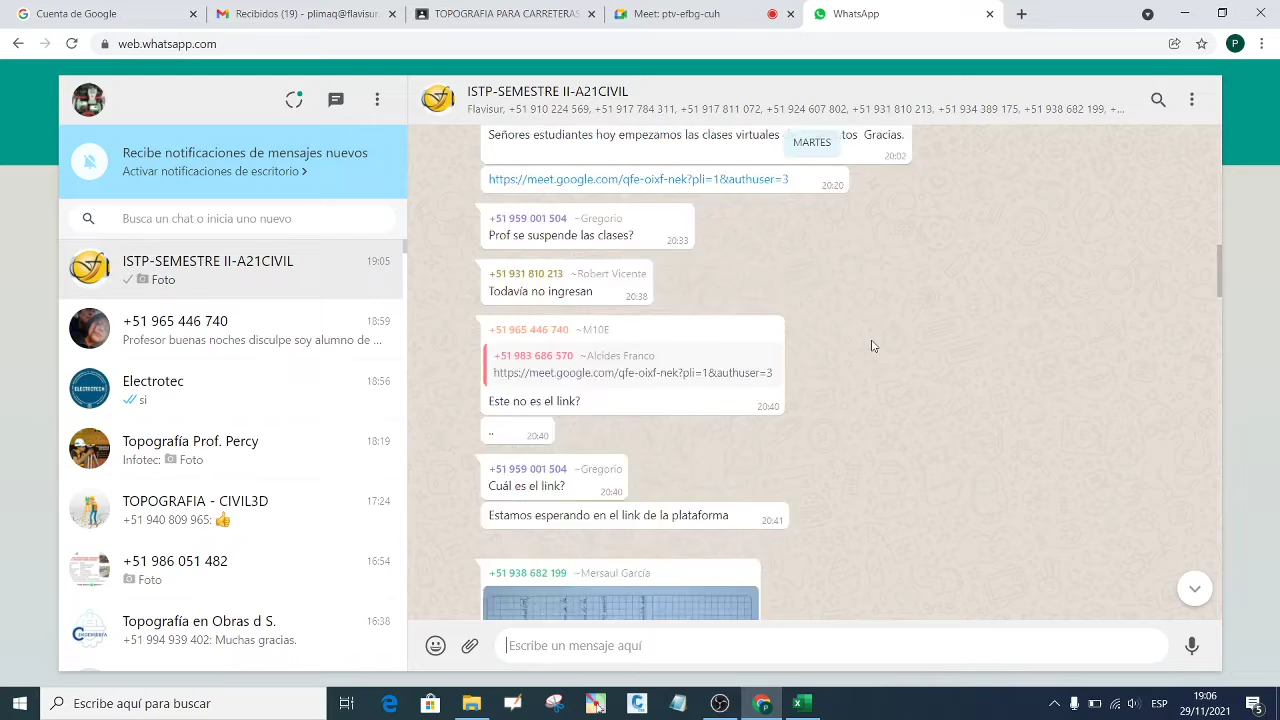 Cuenta de Google
Recibidos (19) - plimaq@flavisur.
TOPOGRAFIA PARA CARRETERAS
Meet: ptv-efbg-cuh
WhatsApp
web.whatsapp.com
P
Recibe notificaciones de mensajes nuevos
Activar notificaciones de escritorio
Busca un chat o inicia uno nuevo
ISTP-SEMESTRE II-A21CIVIL
19:05
Foto
+51 965 446 740
18:59
Profesor buenas noches disculpe soy alumno de ...
Electrotec
18:56
si
Topografía Prof. Percy
18:19
Infotec: Foto
TOPOGRAFIA - CIVIL3D
17:24
+51 940 809 965: 👍
+51 986 051 482
16:54
Foto
Topografía en Obras d S.
16:38
+51 994 939 402: Muchas gracias.
ISTP-SEMESTRE II-A21CIVIL
Flavisur, +51 910 224 569, +51 917 784 311, +51 917 811 072, +51 924 607 802, +51 931 810 213, +51 934 389 175, +51 938 682 199, +...
Señores estudiantes hoy empezamos las clases virtuales tos Gracias.
MARTES
20:02
https://meet.google.com/qfe-oixf-nek?pli=1&authuser=3
20:20
+51 959 001 504 ~Gregorio
Prof se suspende las clases?
20:33
+51 931 810 213 ~Robert Vicente
Todavía no ingresan
20:38
+51 965 446 740 ~M10E
+51 983 686 570 ~Alcides Franco
https://meet.google.com/qfe-oixf-nek?pli=1&authuser=3
Este no es el link?
20:40
..
20:40
+51 959 001 504 ~Gregorio
Cuál es el link?
20:40
Estamos esperando en el link de la plataforma
20:41
+51 938 682 199 ~Mersaul García
Escribe un mensaje aquí
Escribe aquí para buscar
ESP
19:06
29/11/2021
5